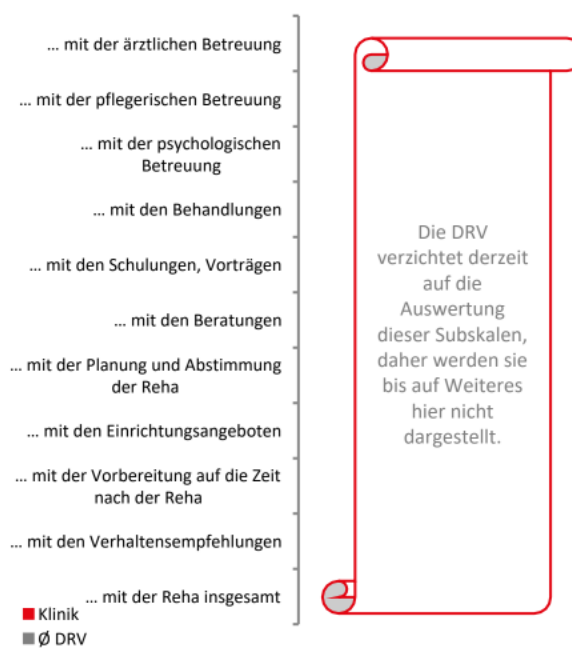 ... mit der ärztlichen Betreuung
... mit der pflegerischen Betreuung
... mit der psychologischen
Betreuung
... mit den Behandlungen
... mit den Schulungen, Vorträgen
... mit den Beratungen
... mit der Planung und Abstimmung
der Reha
... mit den Einrichtungsangeboten
... mit der Vorbereitung auf die Zeit
nach der Reha
... mit den Verhaltensempfehlungen
... mit der Reha insgesamt
Klinik
Ø DRV
Die DRV
verzichtet derzeit
auf die
Auswertung
dieser Subskalen,
daher werden sie
bis auf Weiteres
hier nicht
dargestellt.